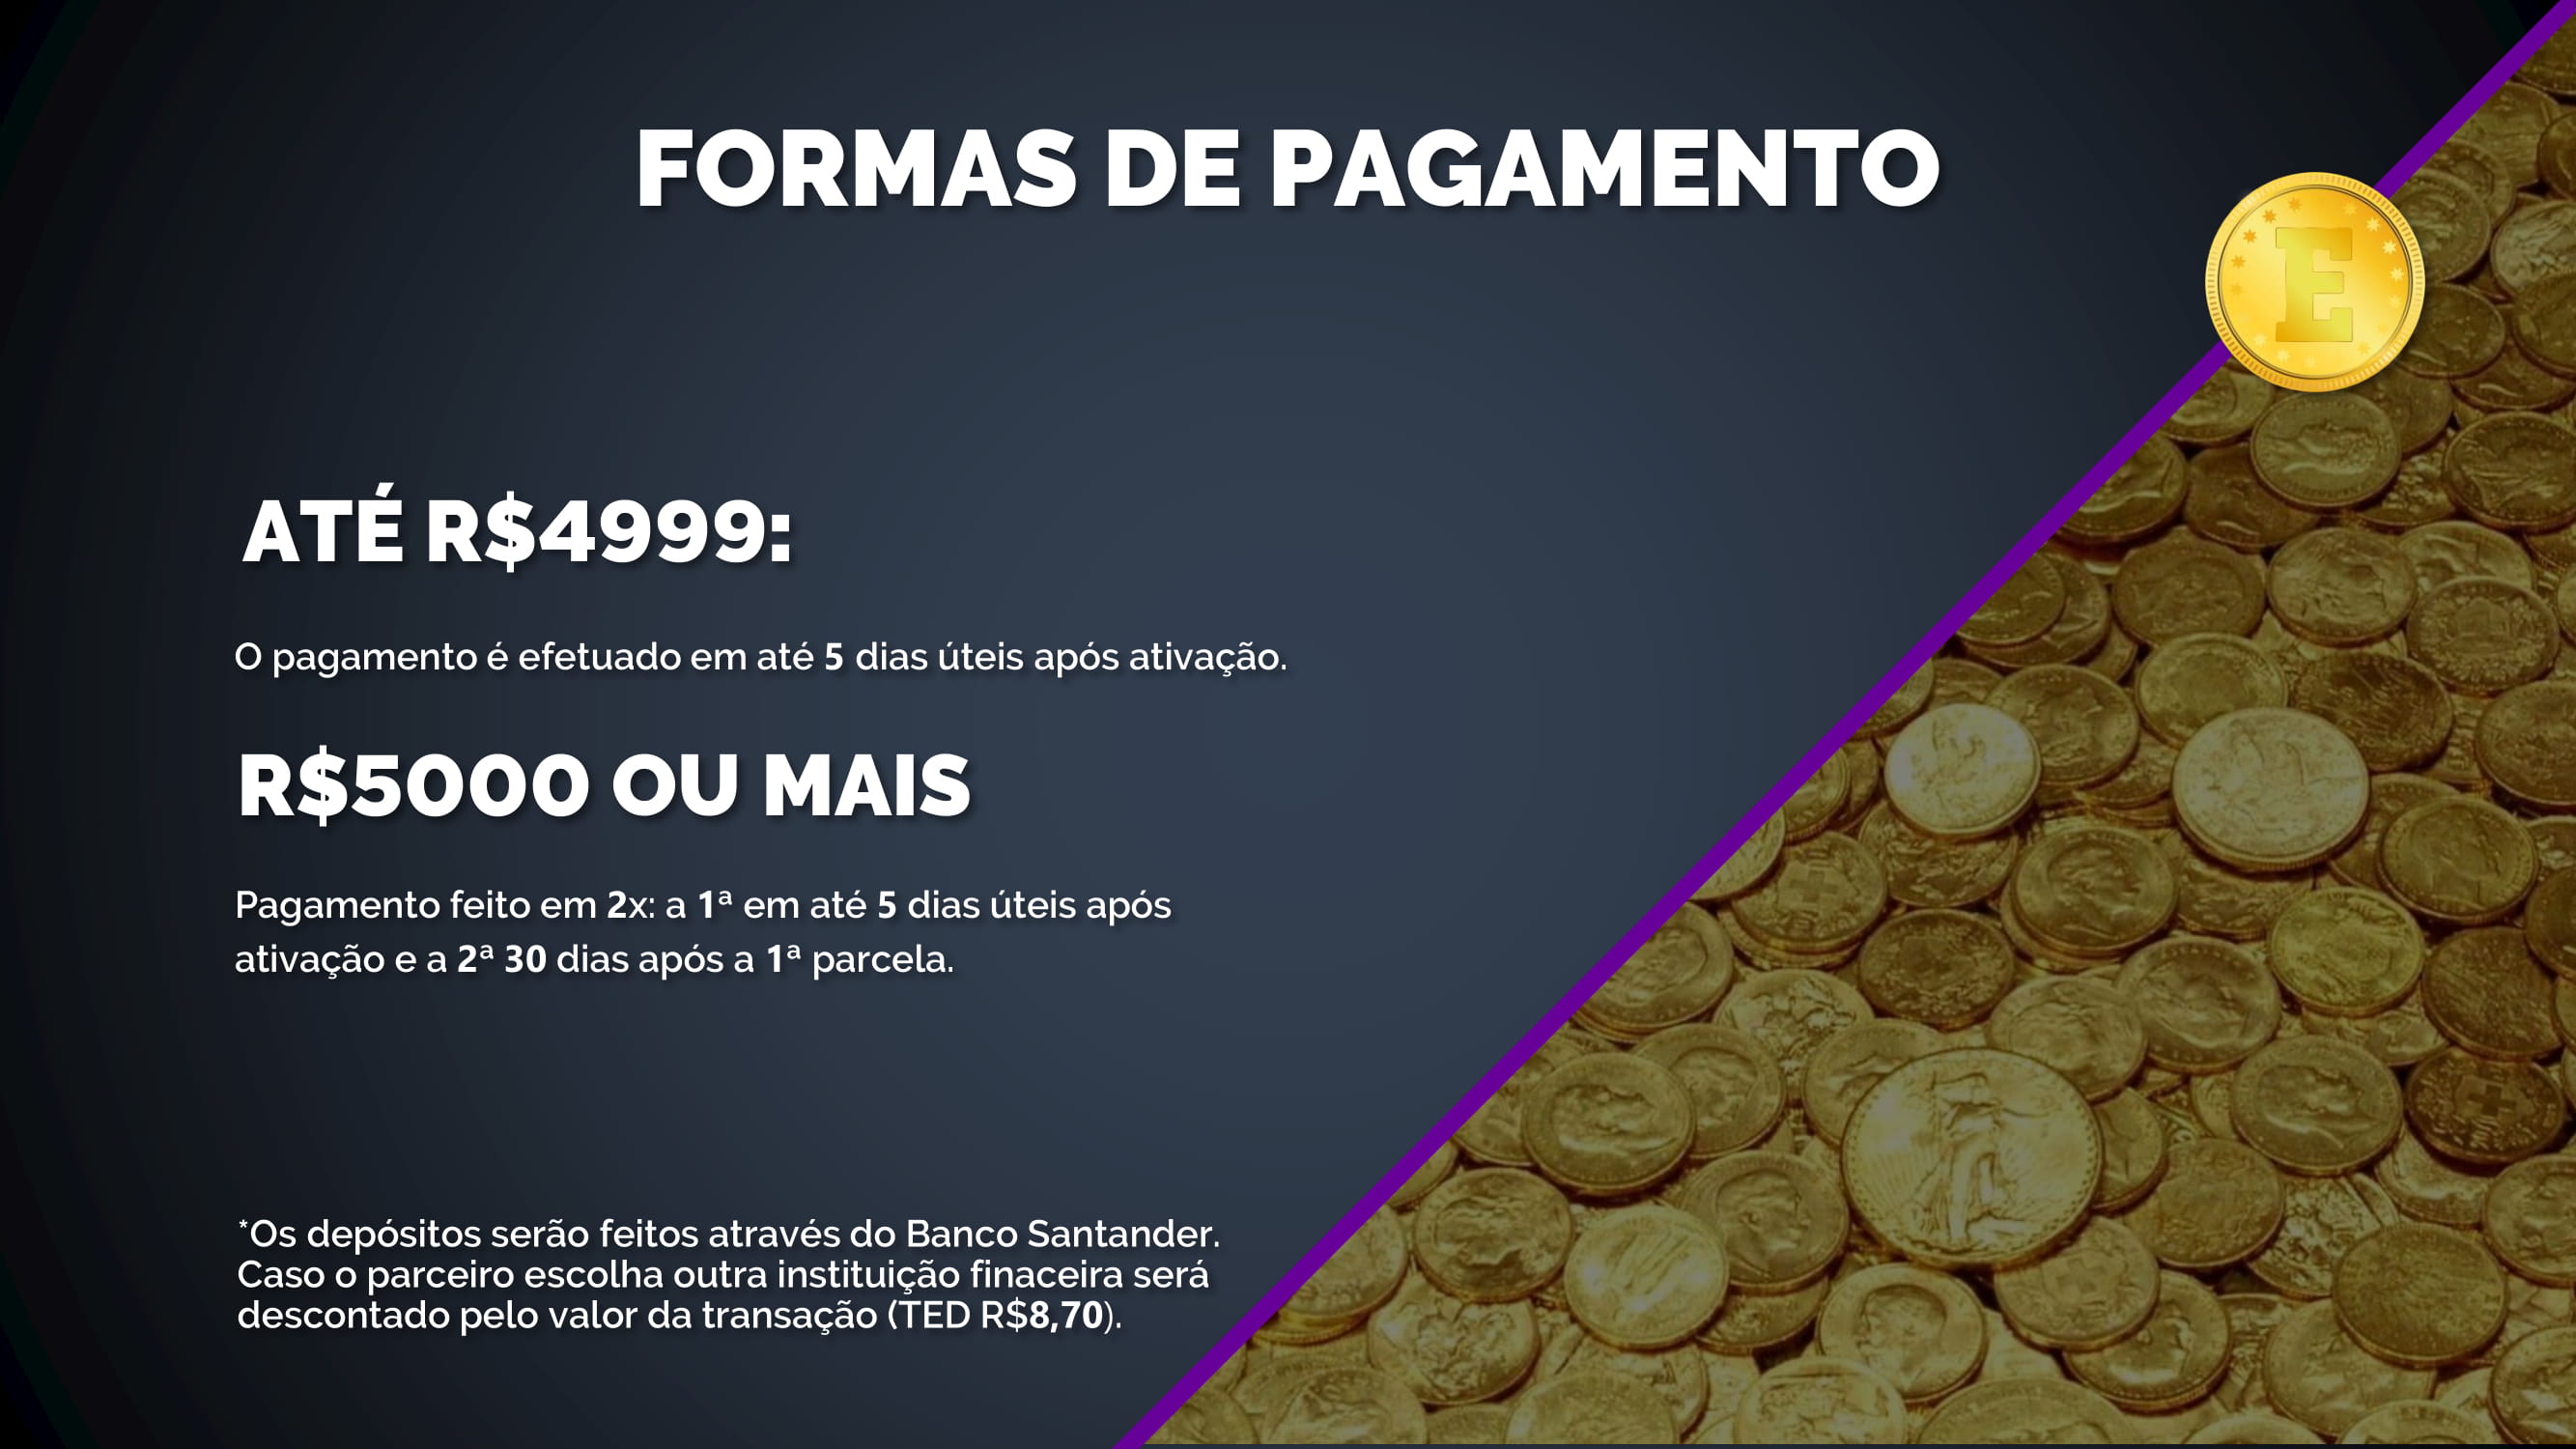 FORMAS DE PAGAMENTO
E
ATÉ R$4999:
O pagamento é efetuado em até 5 dias úteis após ativação.
R$5000 OU MAIS
Pagamento feito em 2x: a 1ª em até 5 dias úteis após
ativação e a 2ª 30 dias após a 1ª parcela.
*Os depósitos serão feitos através do Banco Santander.
Caso o parceiro escolha outra instituição finaceira será
descontado pelo valor da transação (TED R$8,70).